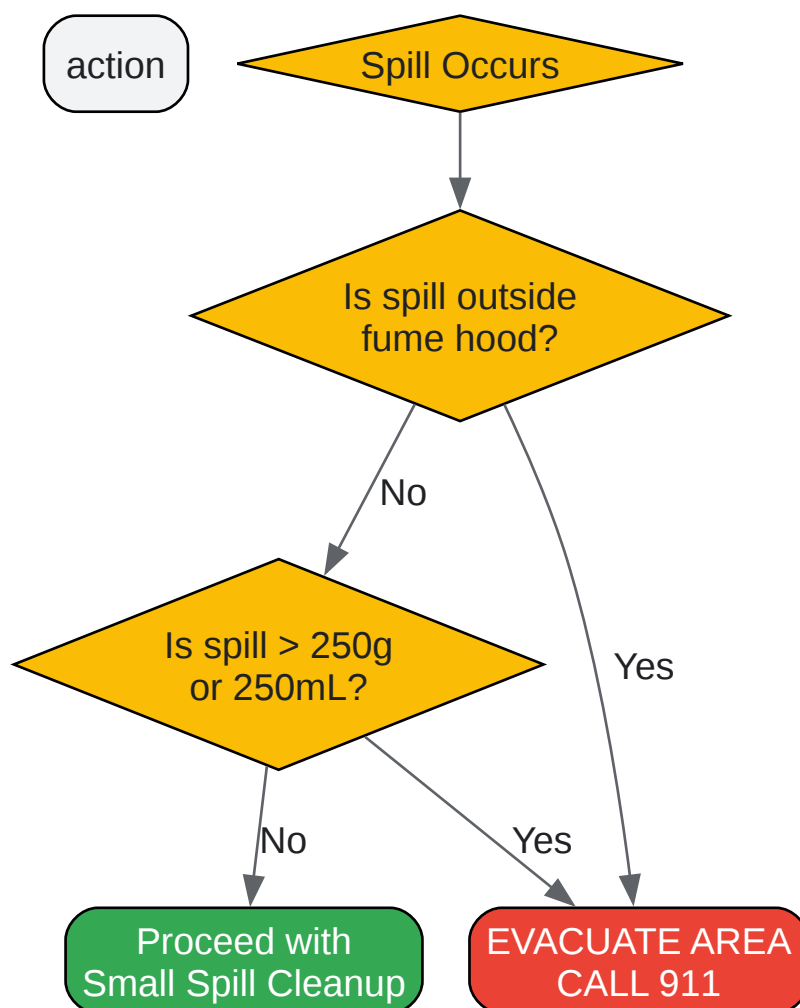 action
Spill Occurs
Is spill outside
fume hood?
No
Yes
Is spill > 250g
or 250mL?
No
Yes
Proceed with
Small Spill Cleanup
EVACUATE AREA
CALL 911